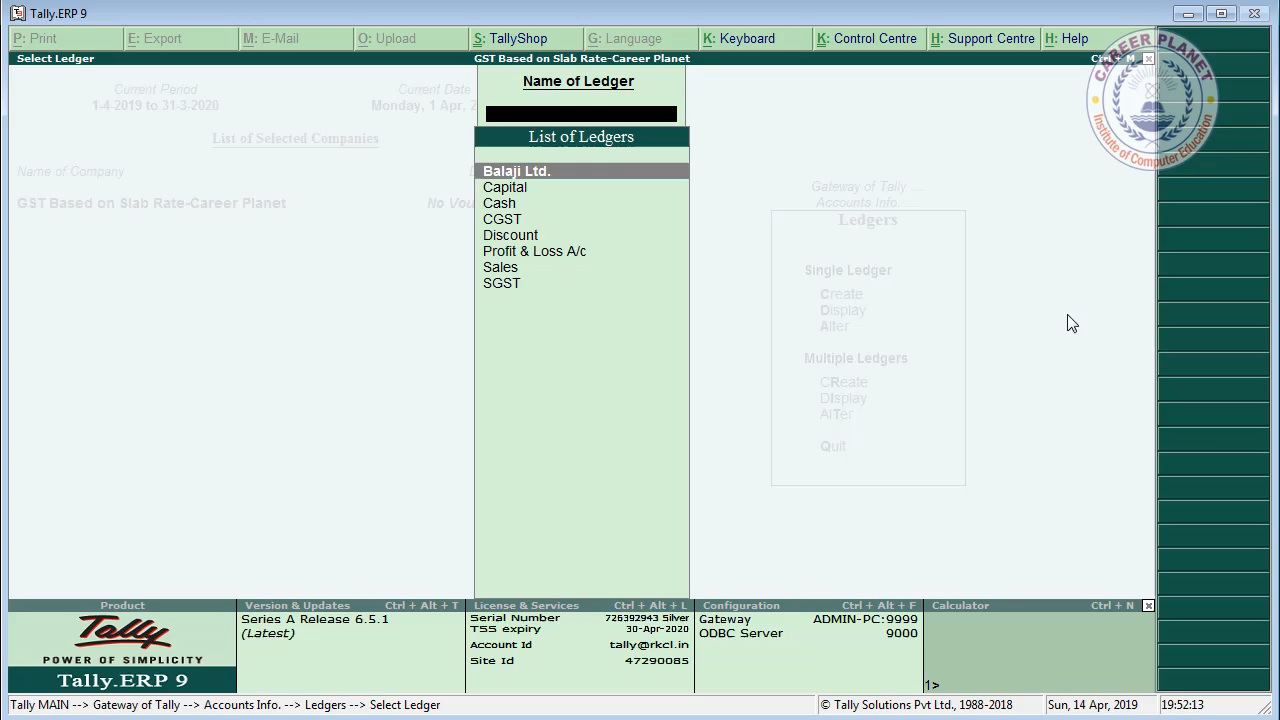 Tally.ERP 9
P: Print
E: Export
M: E-Mail
O: Upload
S: TallyShop
G: Language
K: Keyboard
K: Control Centre
H: Support Centre
H: Help
Select Ledger
GST Based on Slab Rate-Career Planet
Ctrl + M
CAREER PLANET
Institute of Computer Education
Current Period
1-4-2019 to 31-3-2020
Current Date
Monday, 1 Apr, 2
List of Selected Companies
Name of Company
GST Based on Slab Rate-Career Planet
No Vou
Name of Ledger
List of Ledgers
Balaji Ltd.
Capital
Cash
CGST
Discount
Profit & Loss A/c
Sales
SGST
Gateway of Tally ....
Accounts Info. ....
Ledgers
Single Ledger
Create
Display
Alter
Multiple Ledgers
CReate
DIsplay
AlTer
Quit
Product
Tally
POWER OF SIMPLICITY
Tally.ERP 9
Version & Updates Ctrl + Alt + T
Series A Release 6.5.1
(Latest)
License & Services Ctrl + Alt + L
Serial Number 726392943 Silver
TSS expiry 30-Apr-2020
Account Id tally@rkcl.in
Site Id 47290085
Configuration Ctrl + Alt + F
Gateway ADMIN-PC:9999
ODBC Server 9000
Calculator Ctrl + N
1>
Tally MAIN --> Gateway of Tally --> Accounts Info. --> Ledgers --> Select Ledger
© Tally Solutions Pvt Ltd., 1988-2018
Sun, 14 Apr, 2019
19:52:13